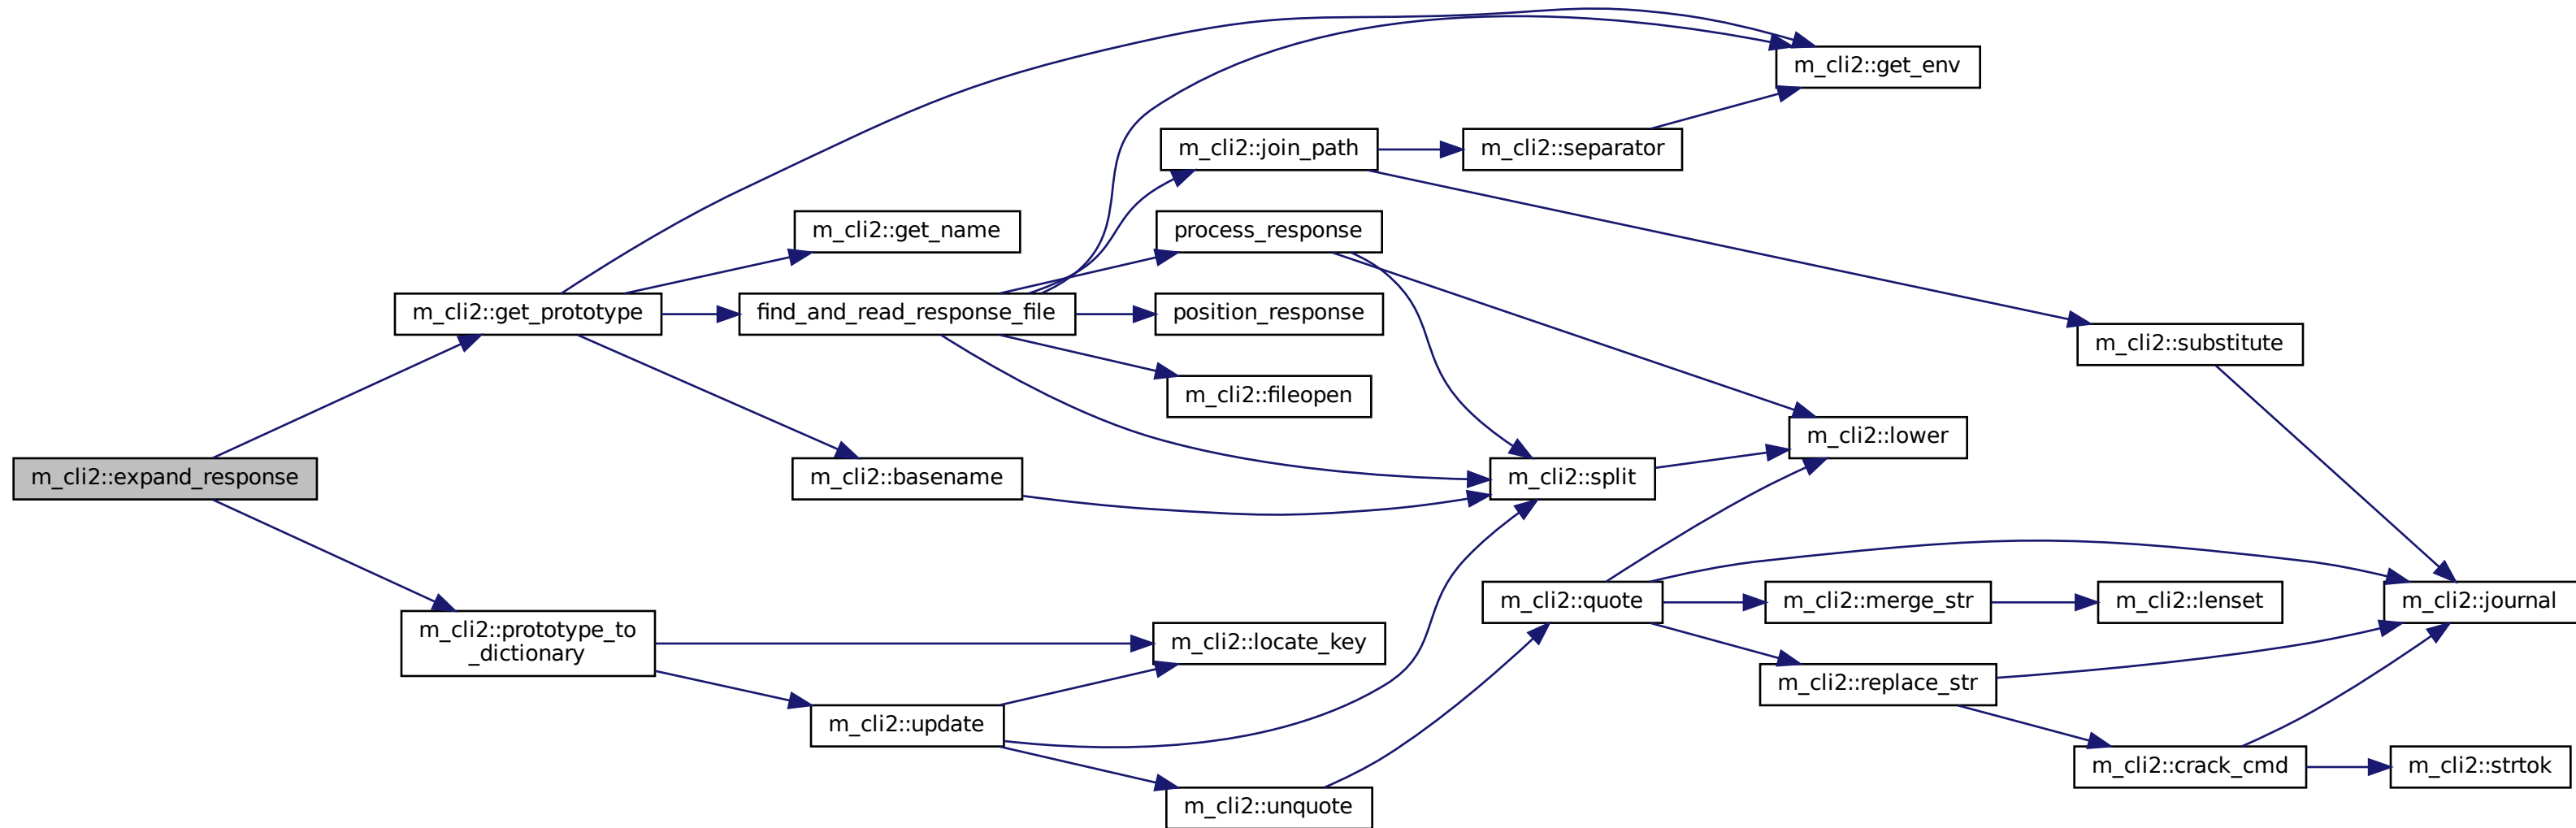 m_cli2::get_env
m_cli2::join_path
m_cli2::separator
m_cli2::get_name
process_response
m_cli2::get_prototype
find_and_read_response_file
position_response
m_cli2::substitute
m_cli2::fileopen
m_cli2::lower
m_cli2::expand_response
m_cli2::basename
m_cli2::split
m_cli2::quote
m_cli2::merge_str
m_cli2::lenset
m_cli2::journal
m_cli2::prototype_to
_dictionary
m_cli2::locate_key
m_cli2::replace_str
m_cli2::update
m_cli2::crack_cmd
m_cli2::strtok
m_cli2::unquote